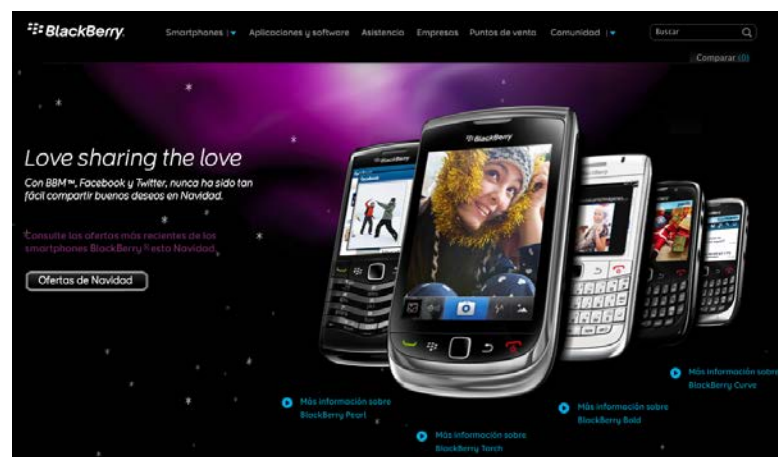 BlackBerry.
Smartphones
Aplicaciones y software
Asistencia
Empresas
Puntos de venta
Comunidad
Buscar
Comparar (0)
Love sharing the love
Con BBM™, Facebook y Twitter, nunca ha sido tan
fácil compartir buenos deseos en Navidad.
Consulte las ofertas más recientes de los
smartphones BlackBerry® esta Navidad.
Ofertas de Navidad
BlackBerry
Más información sobre
BlackBerry Pearl
Más información sobre
BlackBerry Torch
Más información sobre
BlackBerry Bold
Más información sobre
BlackBerry Curve